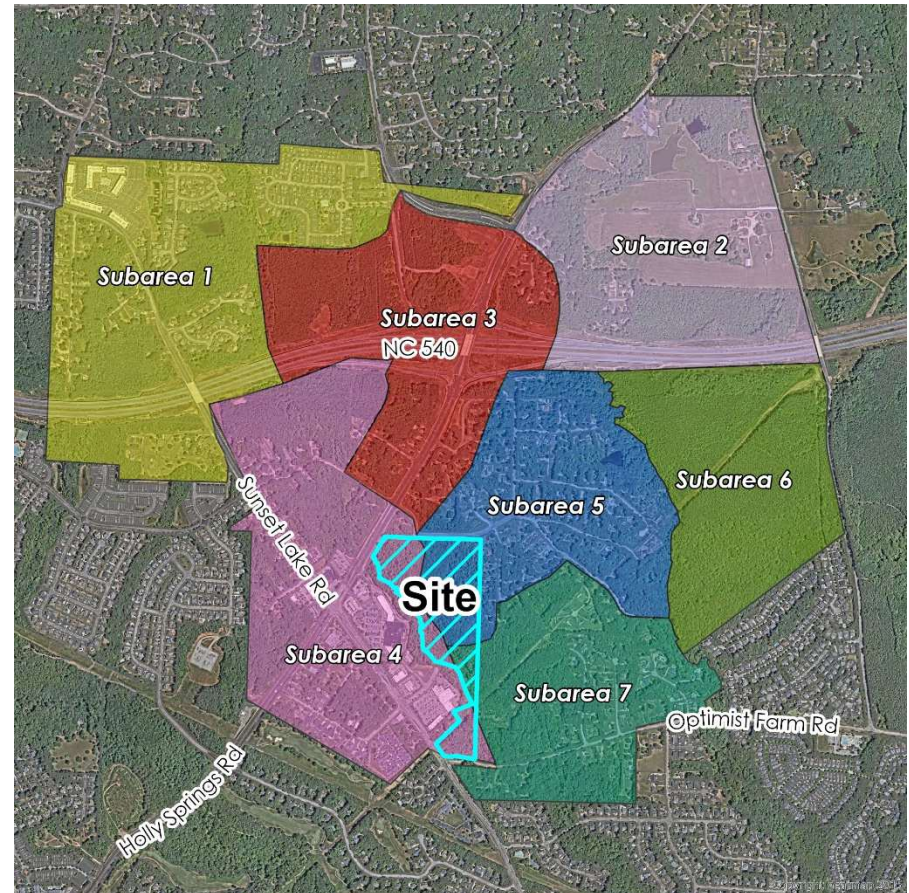 Subarea 2
Subarea 1
Subarea 3
NC 540
Subarea 6
Subarea 5
Sunset Lake Rd
Site
Subarea 4
Subarea 7
Optimist Farm Rd
Holly Springs Rd